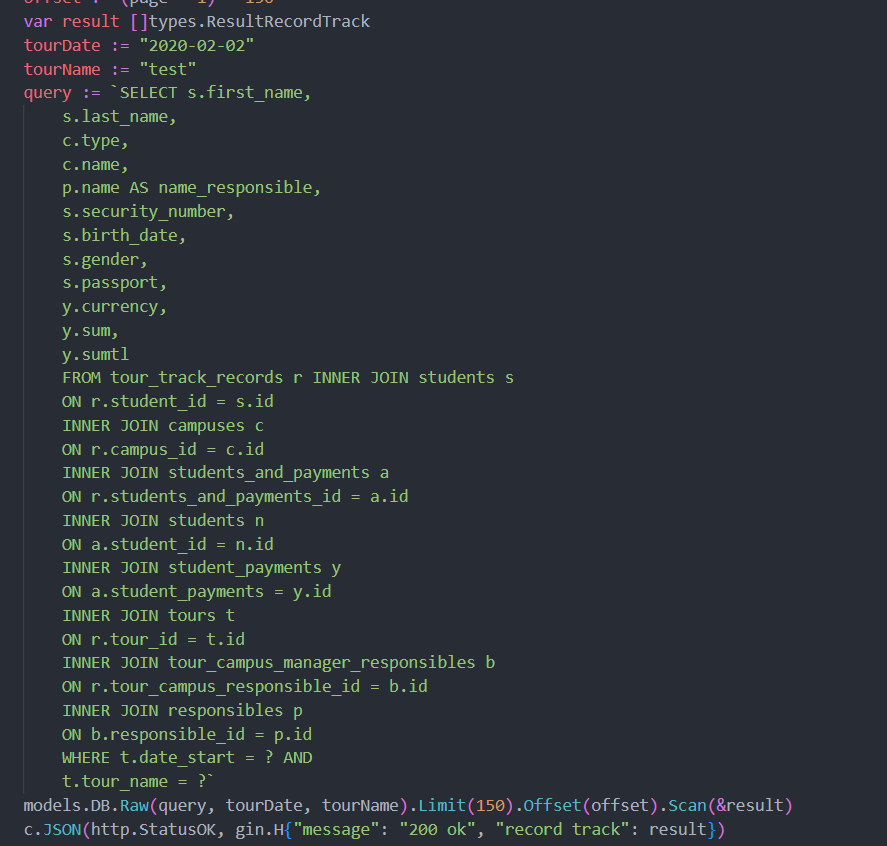 offset := (page - 1) * 150
var result []types.ResultRecordTrack
tourDate := "2020-02-02"
tourName := "test"
query := `SELECT s.first_name,
s.last_name,
c.type,
c.name,
p.name AS name_responsible,
s.security_number,
s.birth_date,
s.gender,
s.passport,
y.currency,
y.sum,
y.sumtl
FROM tour_track_records r INNER JOIN students s
ON r.student_id = s.id
INNER JOIN campuses c
ON r.campus_id = c.id
INNER JOIN students_and_payments a
ON r.students_and_payments_id = a.id
INNER JOIN students n
ON a.student_id = n.id
INNER JOIN student_payments y
ON a.student_payments = y.id
INNER JOIN tours t
ON r.tour_id = t.id
INNER JOIN tour_campus_manager_responsibles b
ON r.tour_campus_responsible_id = b.id
INNER JOIN responsibles p
ON b.responsible_id = p.id
WHERE t.date_start = ? AND
t.tour_name = ?`
models.DB.Raw(query, tourDate, tourName).Limit(150).Offset(offset).Scan(&result)
c.JSON(http.StatusOK, gin.H{"message": "200 ok", "record track": result})